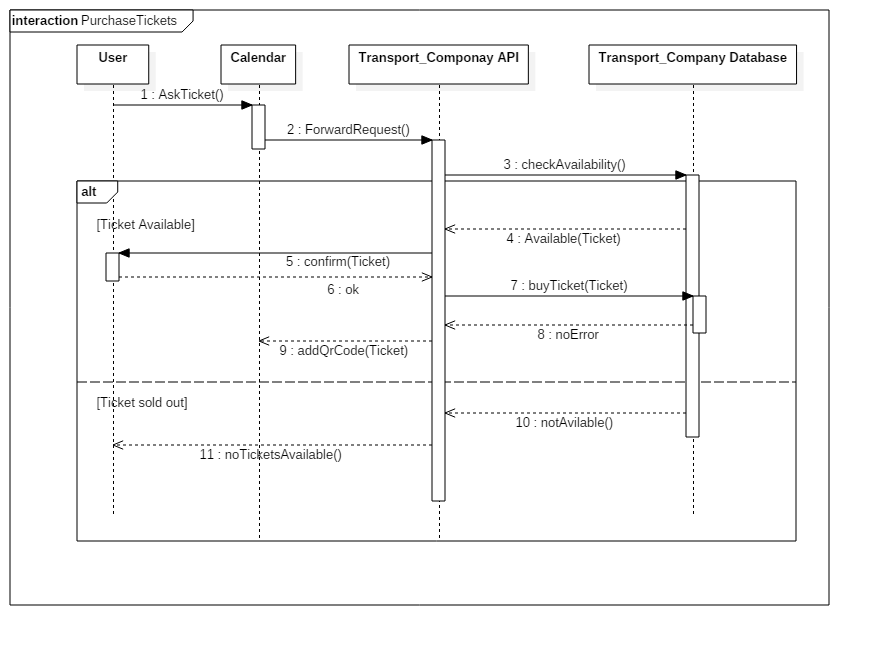 interaction PurchaseTickets
User
Calendar
Transport_Componay API
Transport_Company Database
1 : AskTicket()
2 : ForwardRequest()
3 : checkAvailability()
alt
[Ticket Available]
4 : Available(Ticket)
5 : confirm(Ticket)
6 : ok
7 : buyTicket(Ticket)
8 : noError
9 : addQrCode(Ticket)
[Ticket sold out]
10 : notAvilable()
11 : noTicketsAvailable()